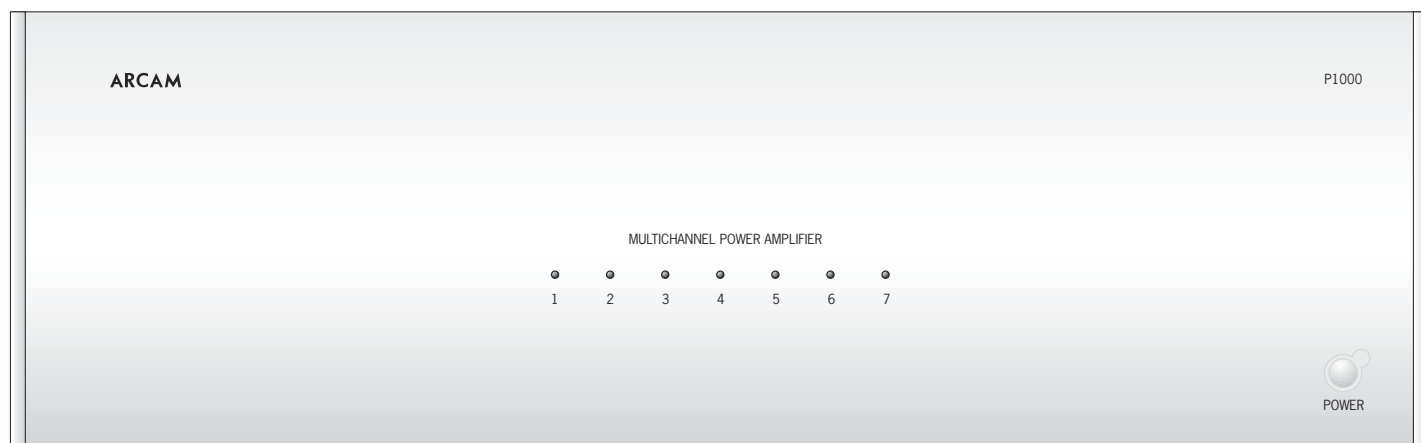 ARCAM
P1000
MULTICHANNEL POWER AMPLIFIER
1 2 3 4 5 6 7
POWER